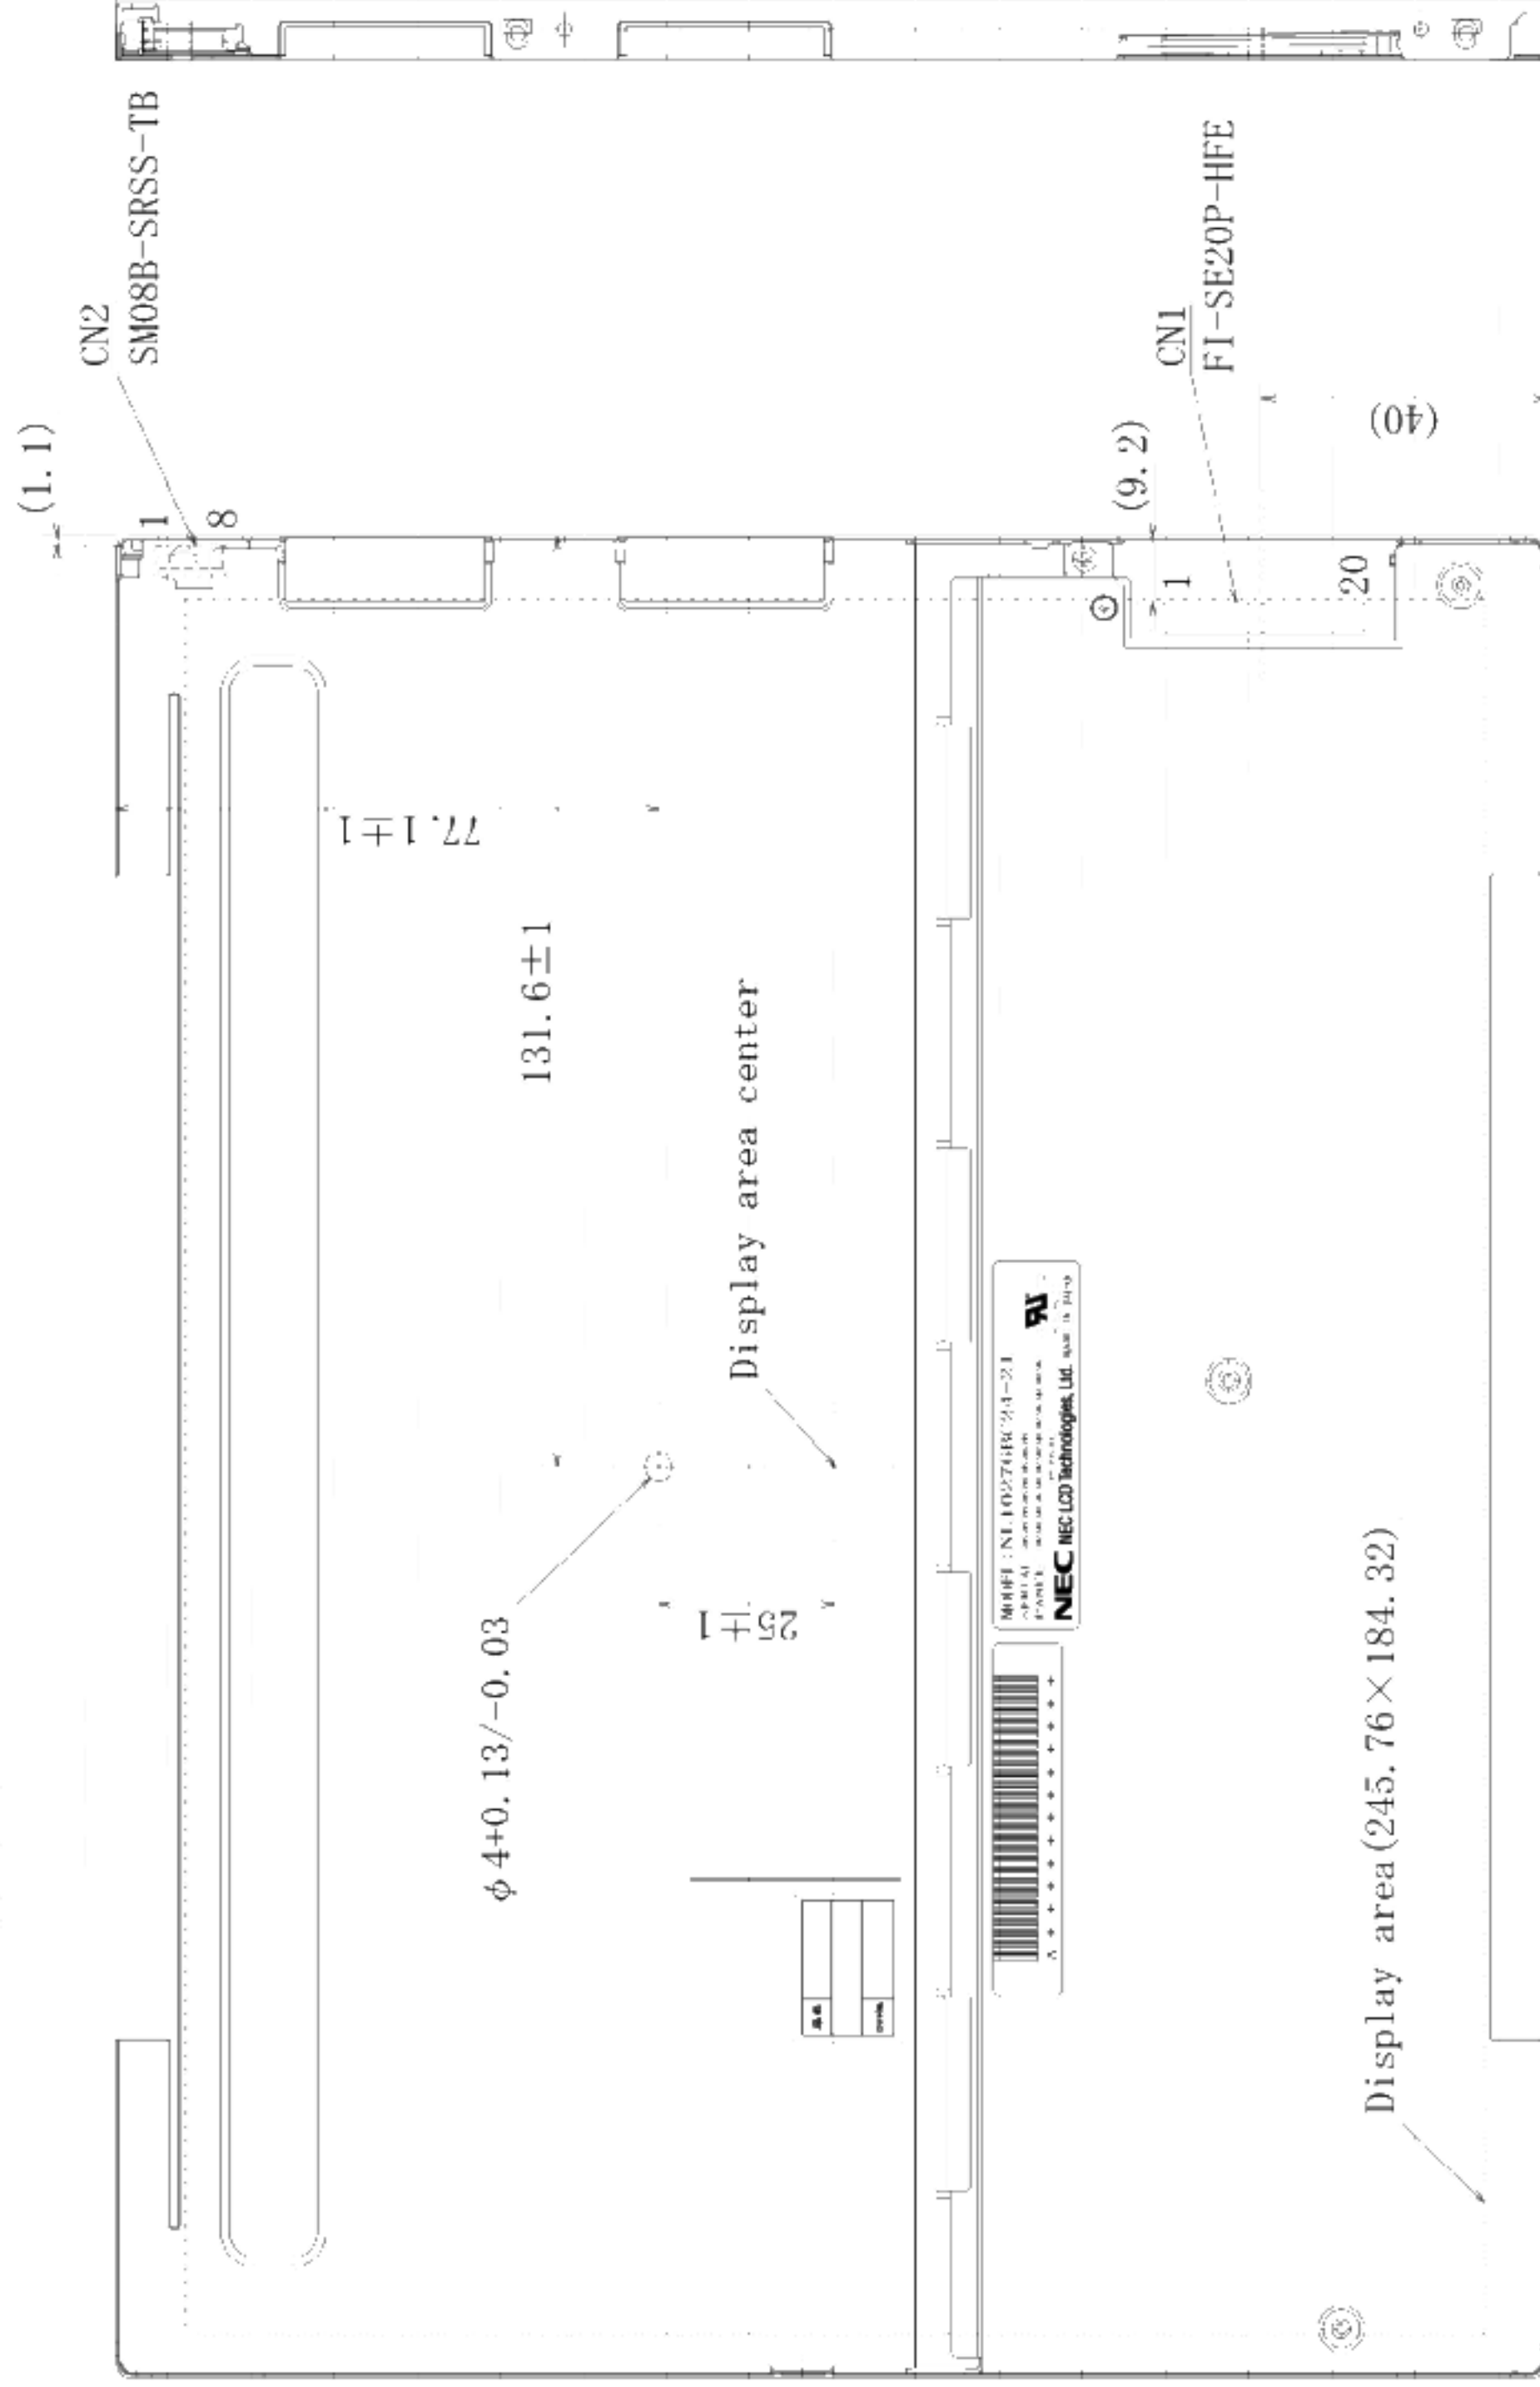 (1.1)
CN2
SM08B-SRSS-TB
1
8
CN1
FI-SE20P-HFE
(9.2)
(40)
1
20
77.1±1
131.6±1
Display area center
φ4+0.13/-0.03
25±1
NEC NEC LCD Technologies, Ltd.
Display area(245.76×184.32)